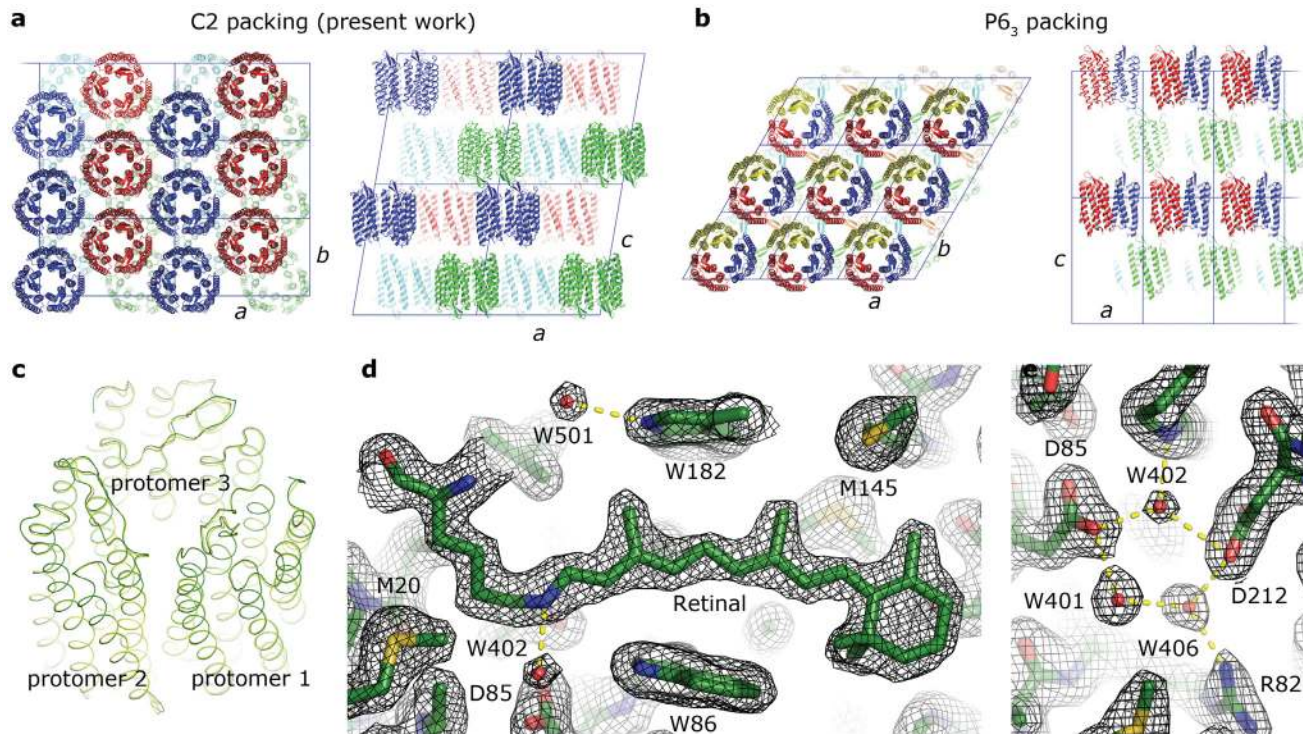 a
C2 packing (present work)
b
a
c
a
b
P6₃ packing
b
a
c
a
c
protomer 3
protomer 2
protomer 1
d
W501
W182
M145
M20
Retinal
W402
D85
W86
e
D85
W402
W401
D212
W406
R82